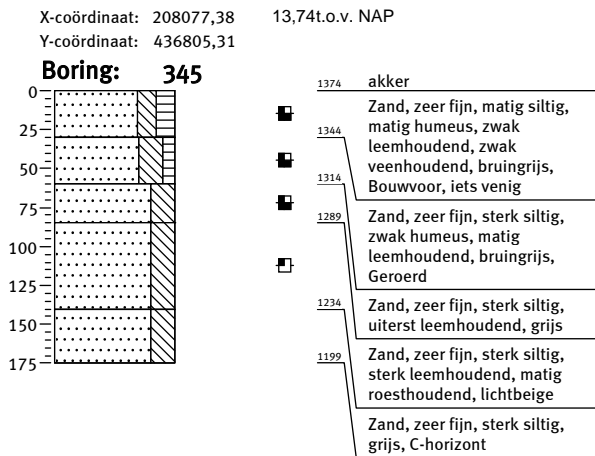 X-coördinaat: 208077,38 13,74t.o.v. NAP
Y-coördinaat: 436805,31
Boring: 345
0
25
50
75
100
125
150
175
1374 akker
Zand, zeer fijn, matig siltig,
matig humeus, zwak
leemhoudend, zwak
veenhoudend, bruingrijs,
Bouwvoor, iets venig
1344
Zand, zeer fijn, sterk siltig,
zwak humeus, matig
leemhoudend, bruingrijs,
Geroerd
1314
Zand, zeer fijn, sterk siltig,
uiterst leemhoudend, grijs
1289
Zand, zeer fijn, sterk siltig,
sterk leemhoudend, matig
roesthoudend, lichtbeige
1234
Zand, zeer fijn, sterk siltig,
grijs, C-horizont
1199